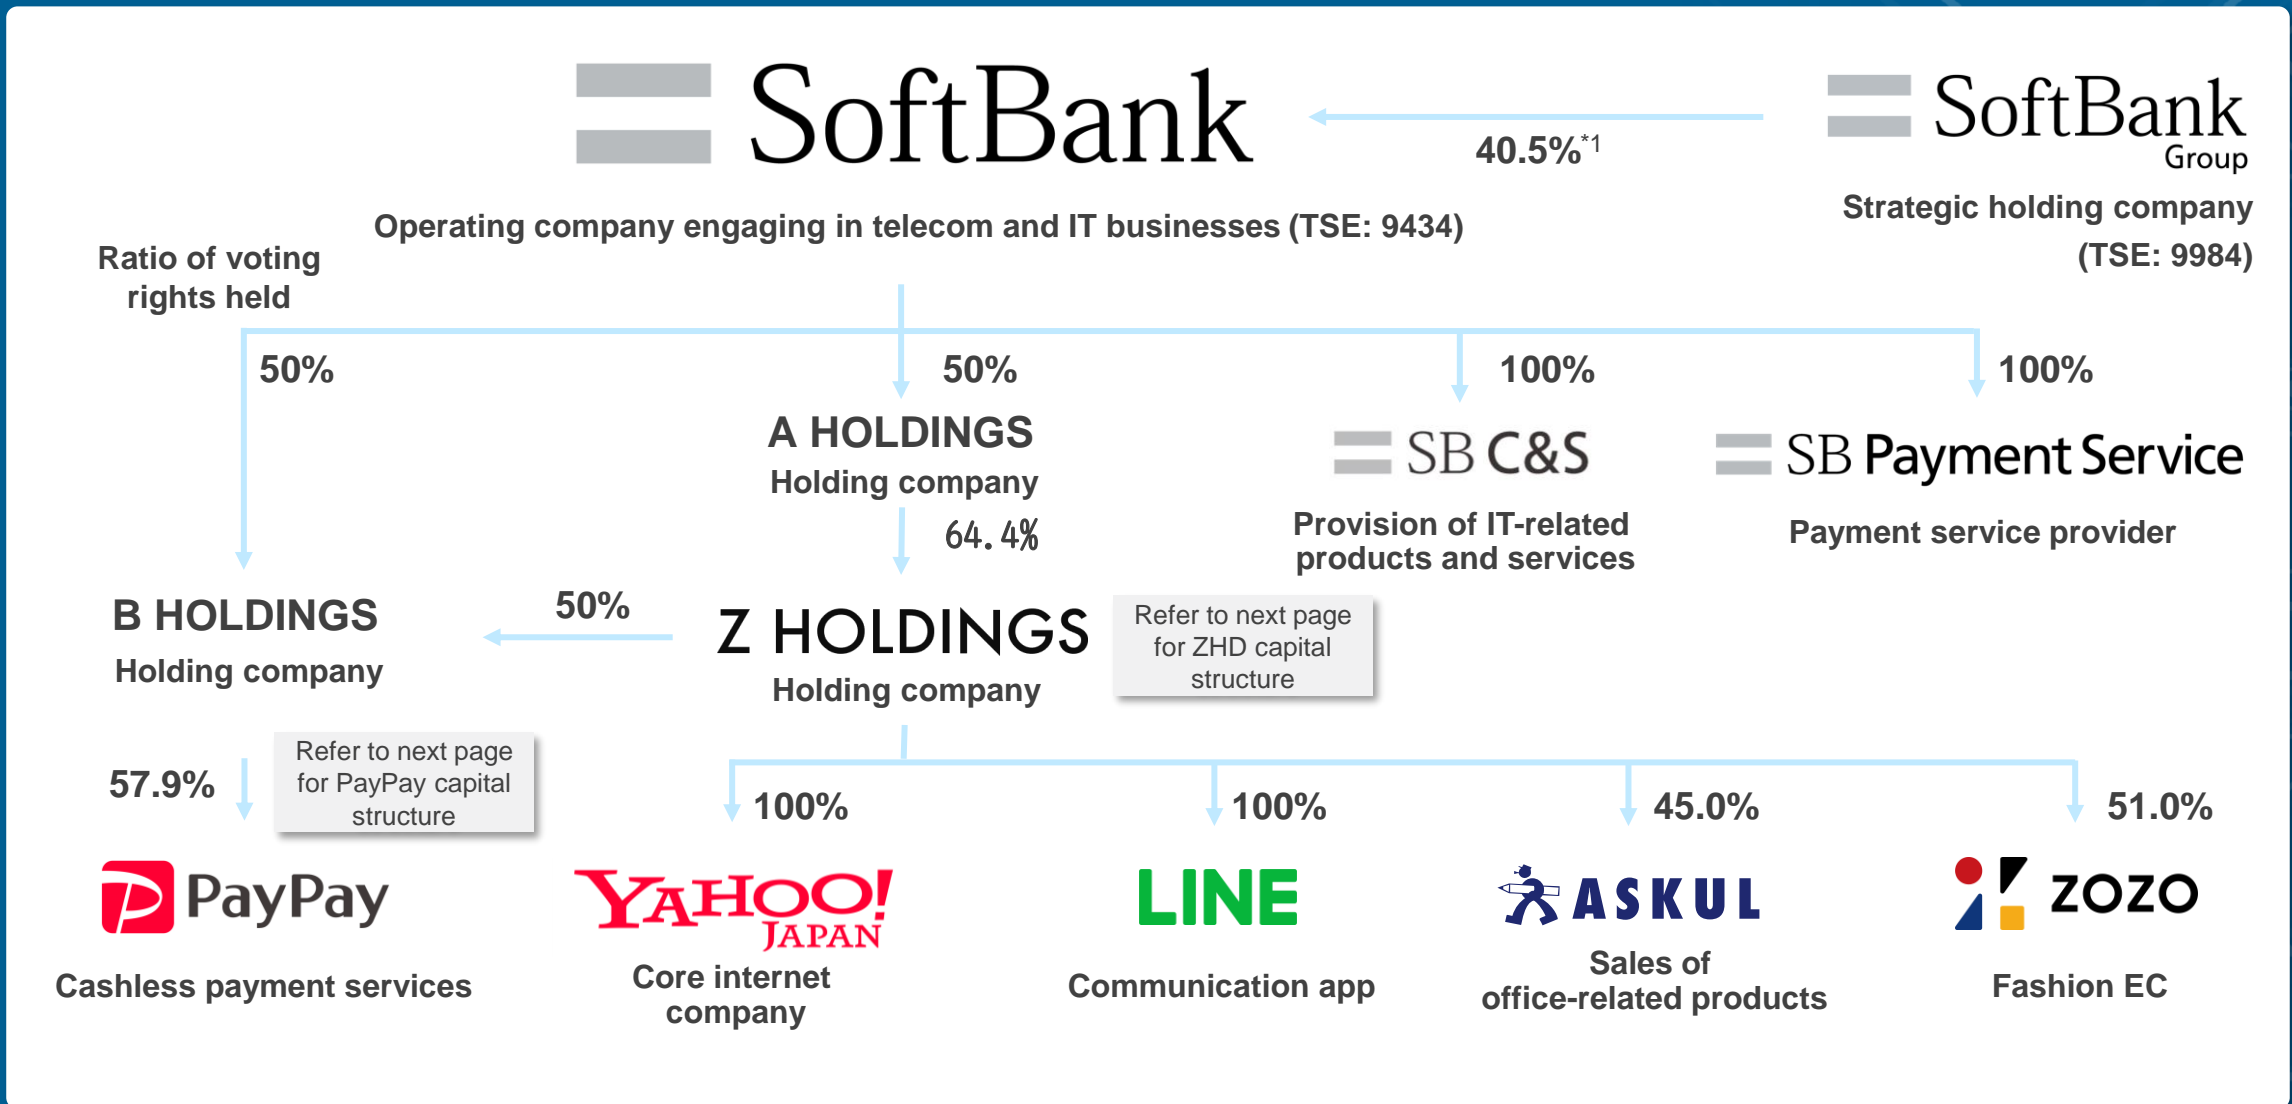 SoftBank
40.5%*1
SoftBank
Group
Operating company engaging in telecom and IT businesses (TSE: 9434)
Strategic holding company
(TSE: 9984)
Ratio of voting
rights held
50%
50%
100%
100%
A HOLDINGS
Holding company
64.4%
SB C&S
Provision of IT-related
products and services
SB Payment Service
Payment service provider
B HOLDINGS
Holding company
50%
Z HOLDINGS
Holding company
Refer to next page
for ZHD capital
structure
57.9%
Refer to next page
for PayPay capital
structure
100%
100%
45.0%
51.0%
PayPay
Cashless payment services
YAHOO!
JAPAN
Core internet
company
LINE
Communication app
ASKUL
Sales of
office-related products
ZOZO
Fashion EC